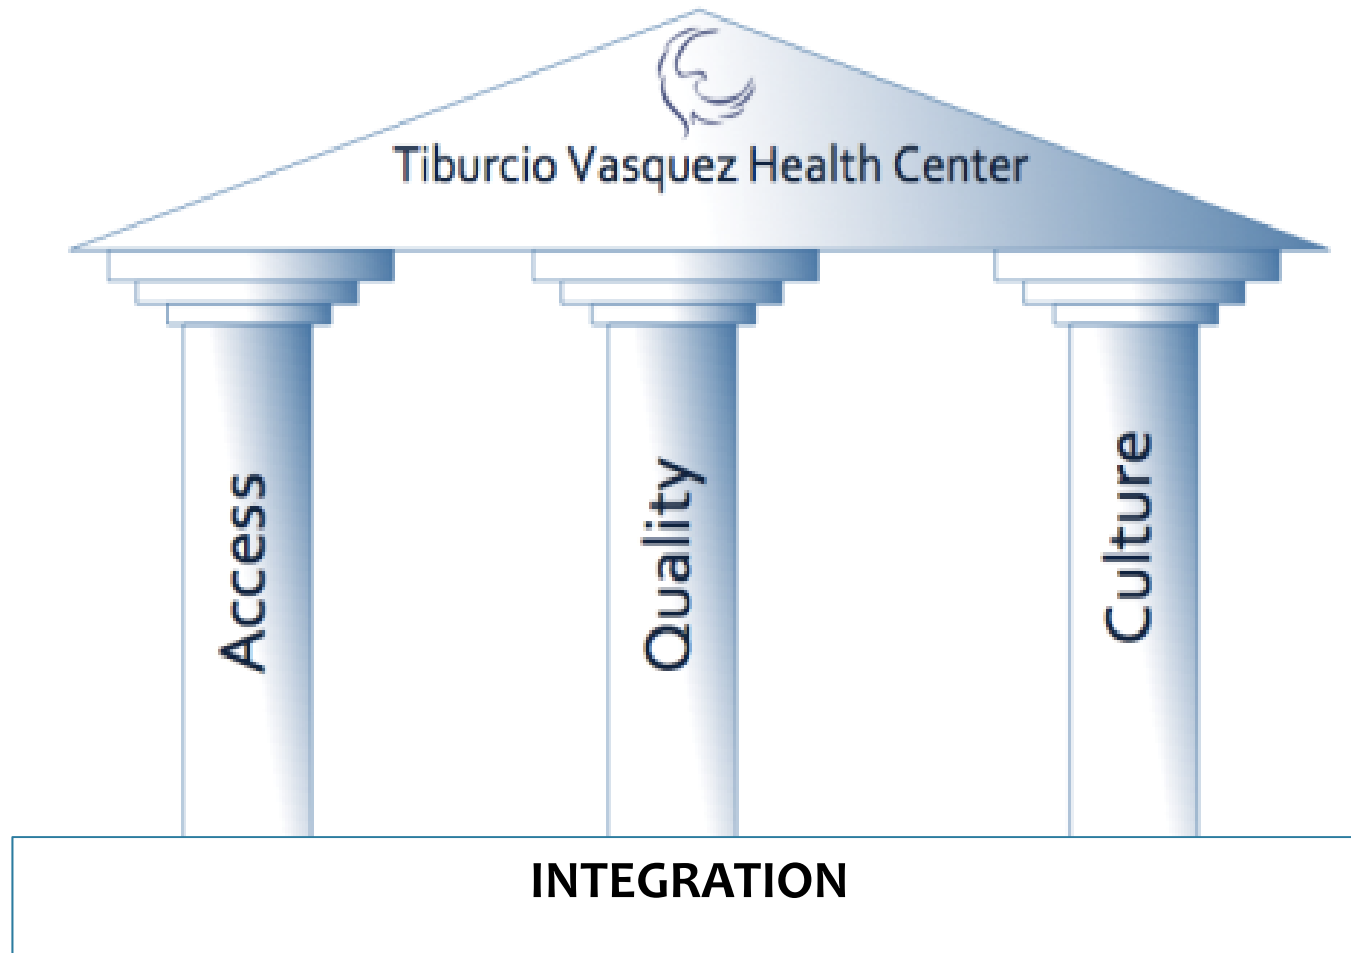 Tiburcio Vasquez Health Center
Access
Quality
Culture
INTEGRATION